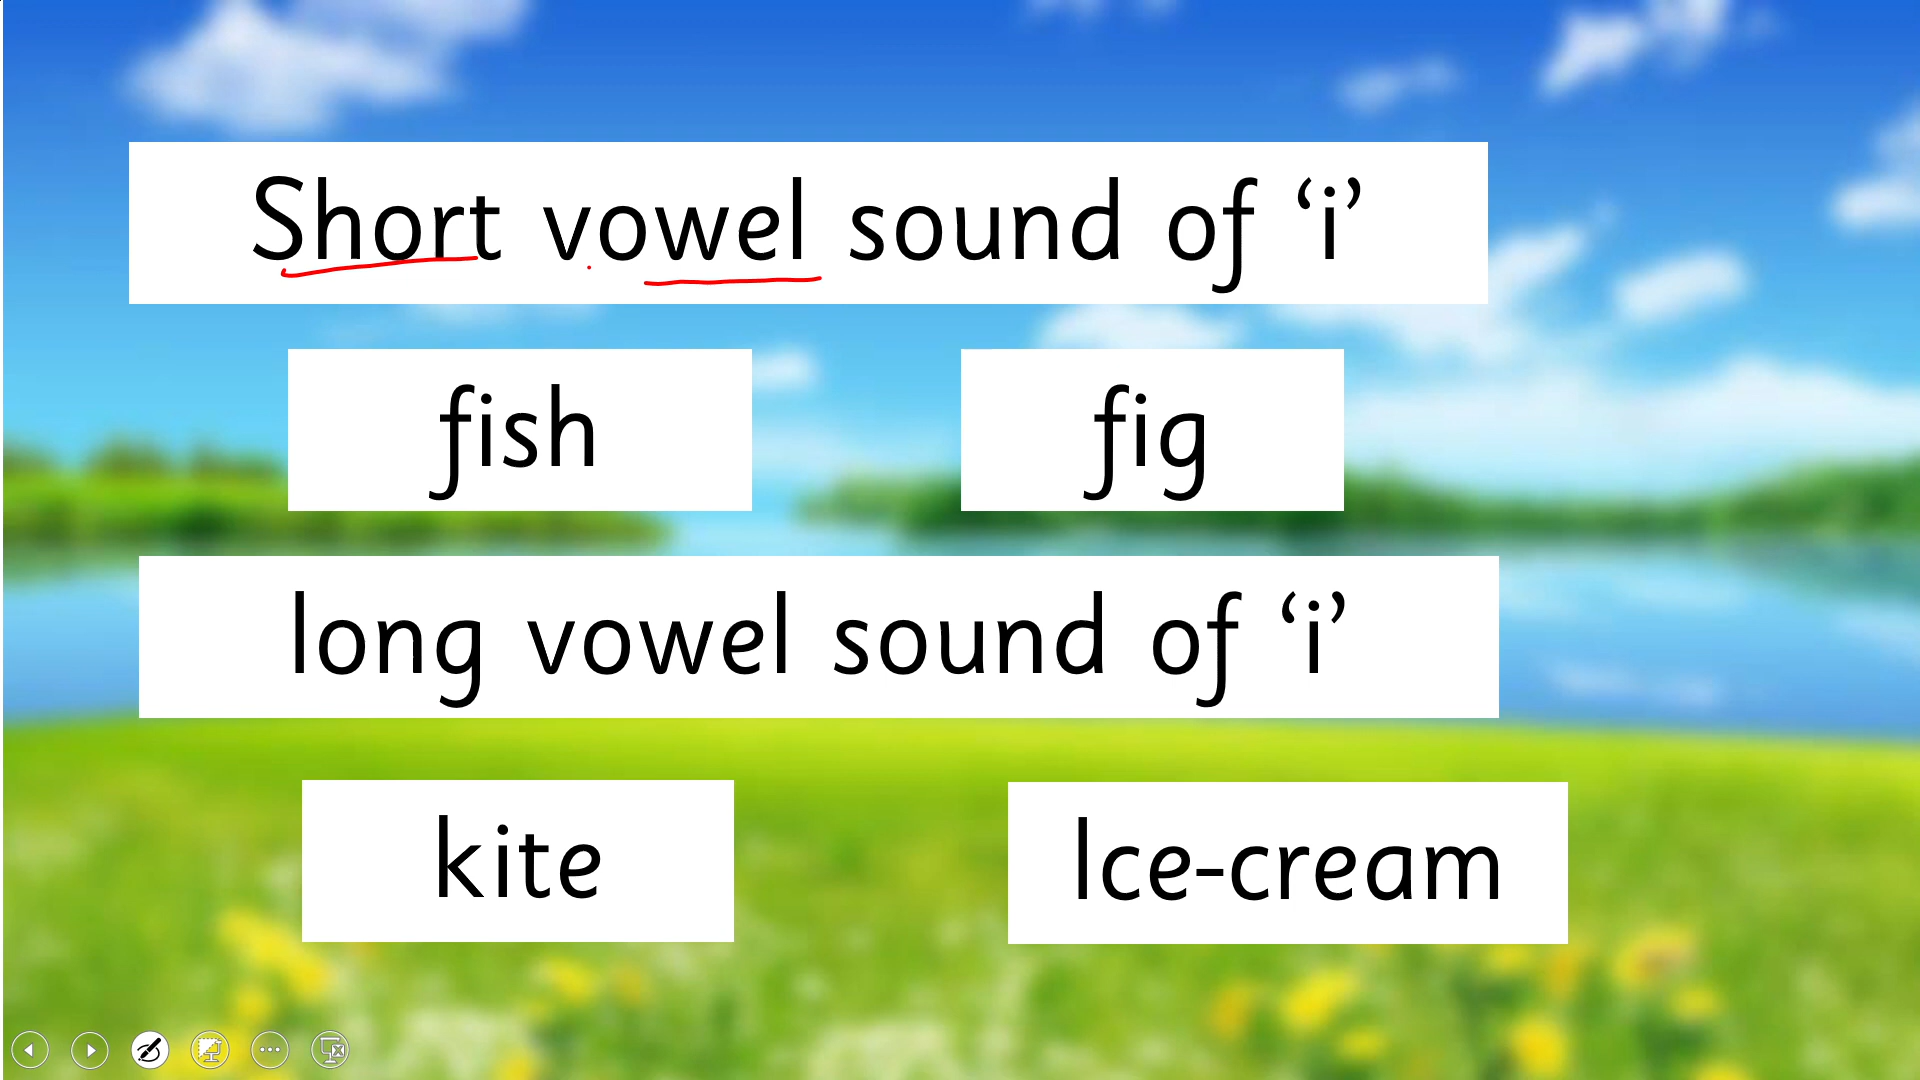 Short vowel sound of ‘i’
fish
fig
long vowel sound of ‘i’
kite
Ice-cream